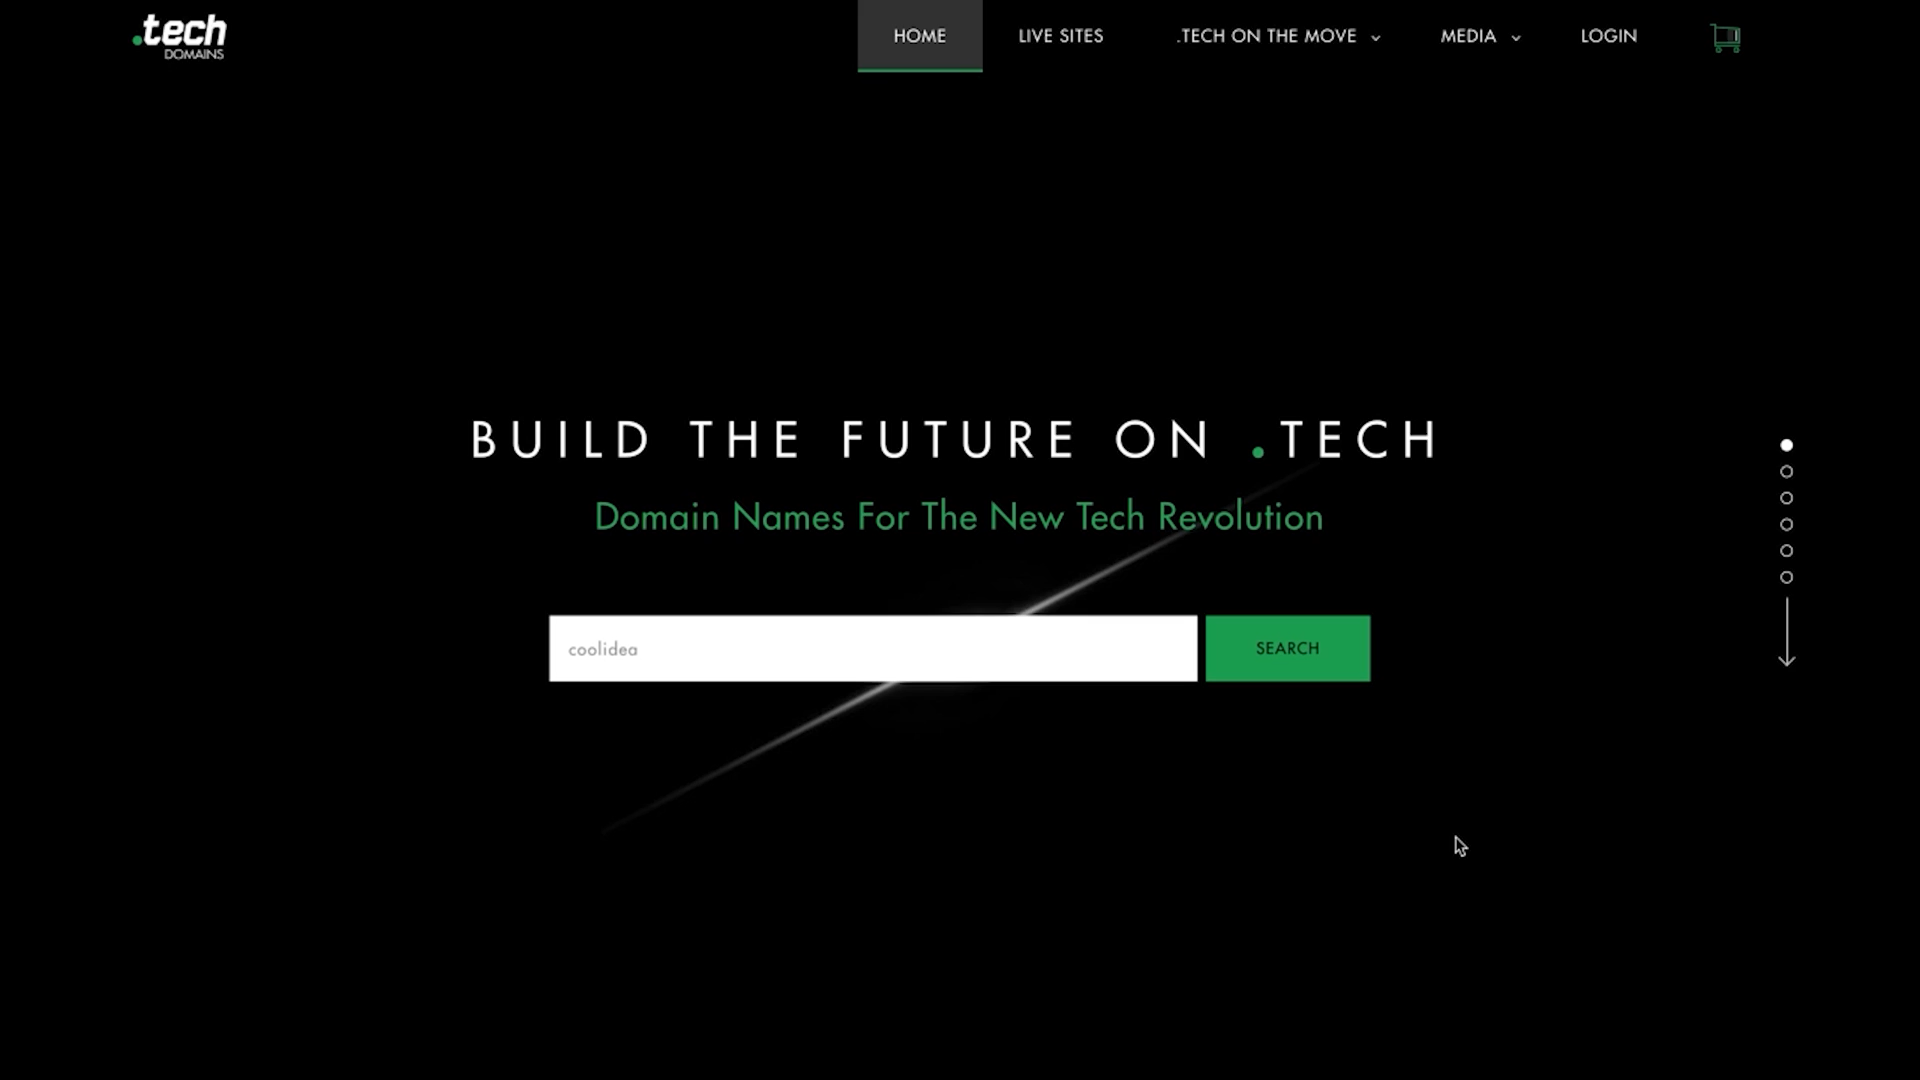 .tech
DOMAINS
HOME
LIVE SITES
.TECH ON THE MOVE
MEDIA
LOGIN
BUILD THE FUTURE ON .TECH
Domain Names For The New Tech Revolution
coolidea
SEARCH